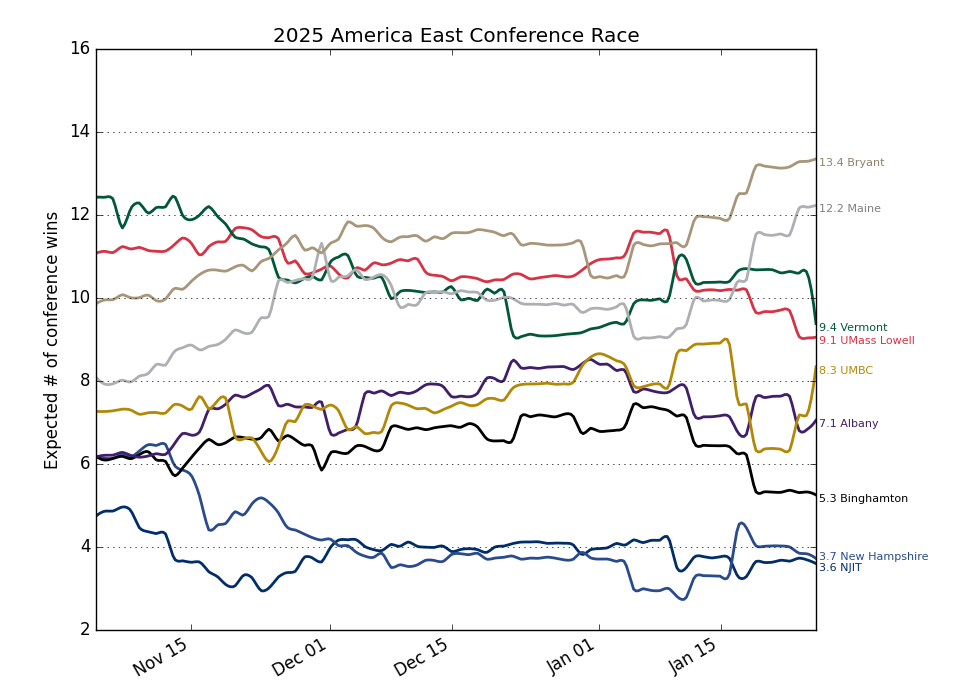 2025 America East Conference Race
Expected # of conference wins
16
14
12
10
8
6
4
2
13.4 Bryant
12.2 Maine
9.4 Vermont
9.1 UMass Lowell
8.3 UMBC
7.1 Albany
5.3 Binghamton
3.7 New Hampshire
3.6 NJIT
Nov 15
Dec 01
Dec 15
Jan 01
Jan 15